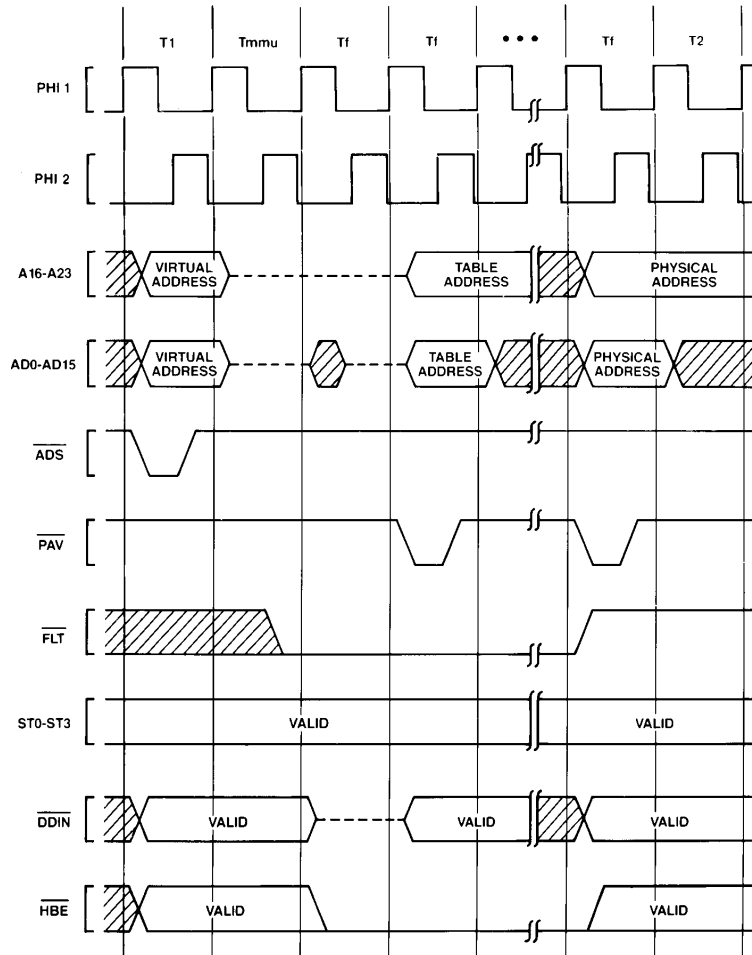 T1 Tmmu Tf Tf • • • Tf T2
PHI 1
PHI 2
A16-A23 VIRTUAL ADDRESS TABLE ADDRESS PHYSICAL ADDRESS
AD0-AD15 VIRTUAL ADDRESS TABLE ADDRESS PHYSICAL ADDRESS
ADS
PAV
FLT
ST0-ST3 VALID VALID
DDIN VALID VALID VALID
HBE VALID VALID